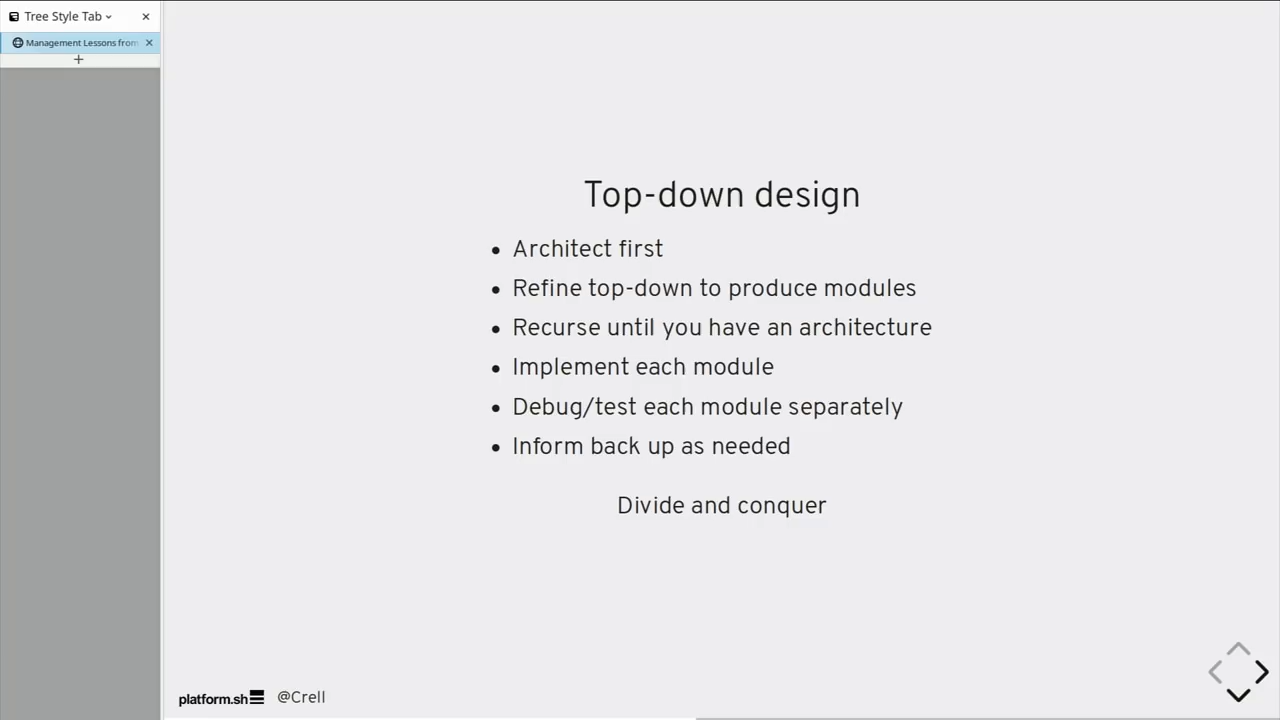 Tree Style Tab
Management Lessons from
Top-down design
Architect first
Refine top-down to produce modules
Recurse until you have an architecture
Implement each module
Debug/test each module separately
Inform back up as needed
Divide and conquer
platform.sh @Crell